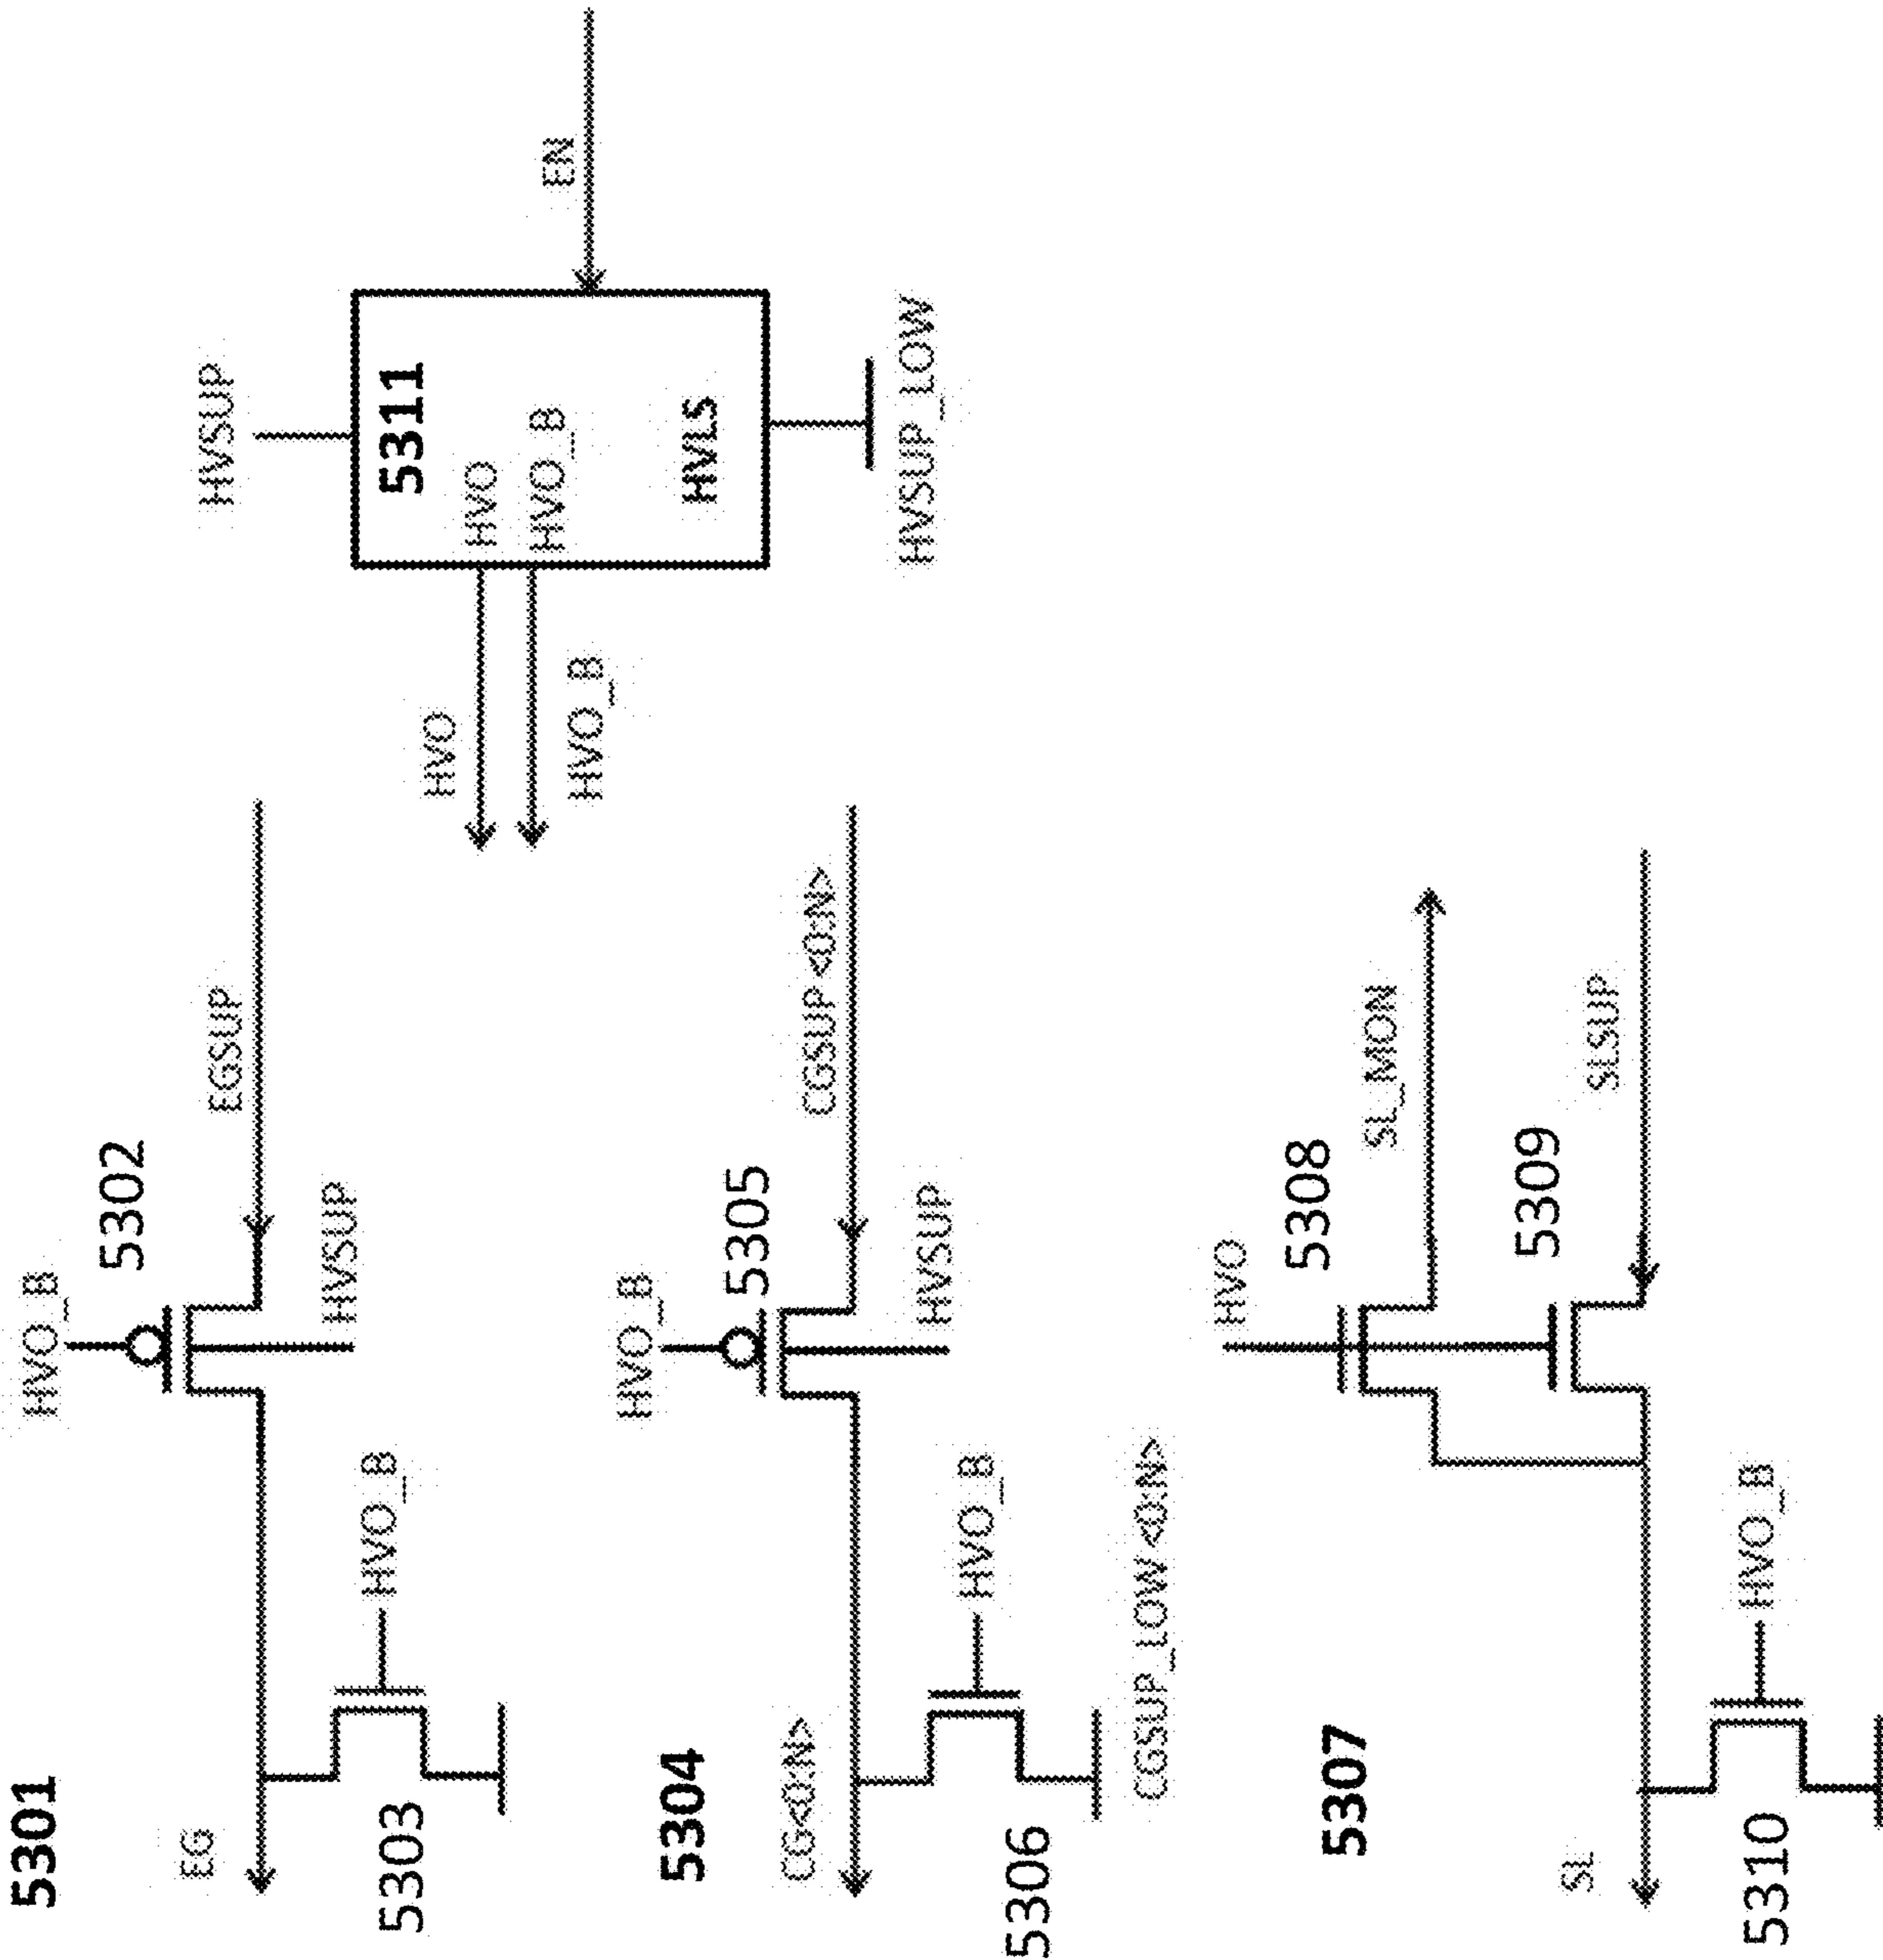 5301
HVO_B
5302
EGSUP
EG
HVSUP
HVO_B
5303
HVSUP
5311
HVO
HVO_B
HVLS
EN
HVO
HVO_B
HVSUP_LOW
5304
HVO_B
5305
CGSUP<0:N>
CG<0:N>
HVSUP
HVO_B
5306
CGSUP_LOW<0:N>
5307
HVO
5308
SL_MON
5309
SLSUP
SL
HVO_B
5310